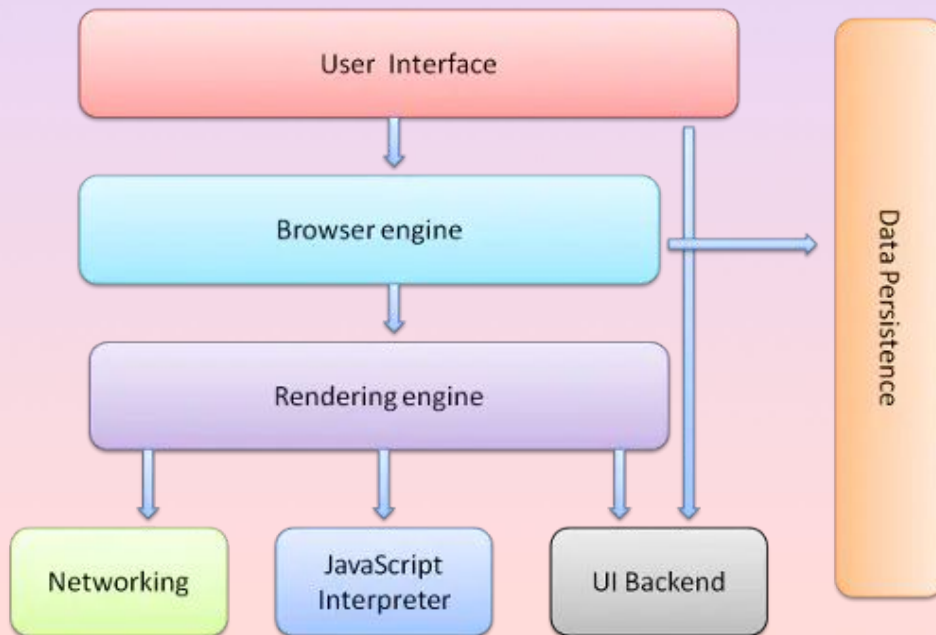 User Interface
Browser engine
Data Persistence
Rendering engine
Networking
JavaScript
Interpreter
UI Backend